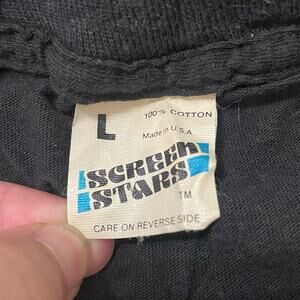 L
100% COTTON
Made in U.S.A.
SCREEN
STARS
TM
CARE ON REVERSE SIDE